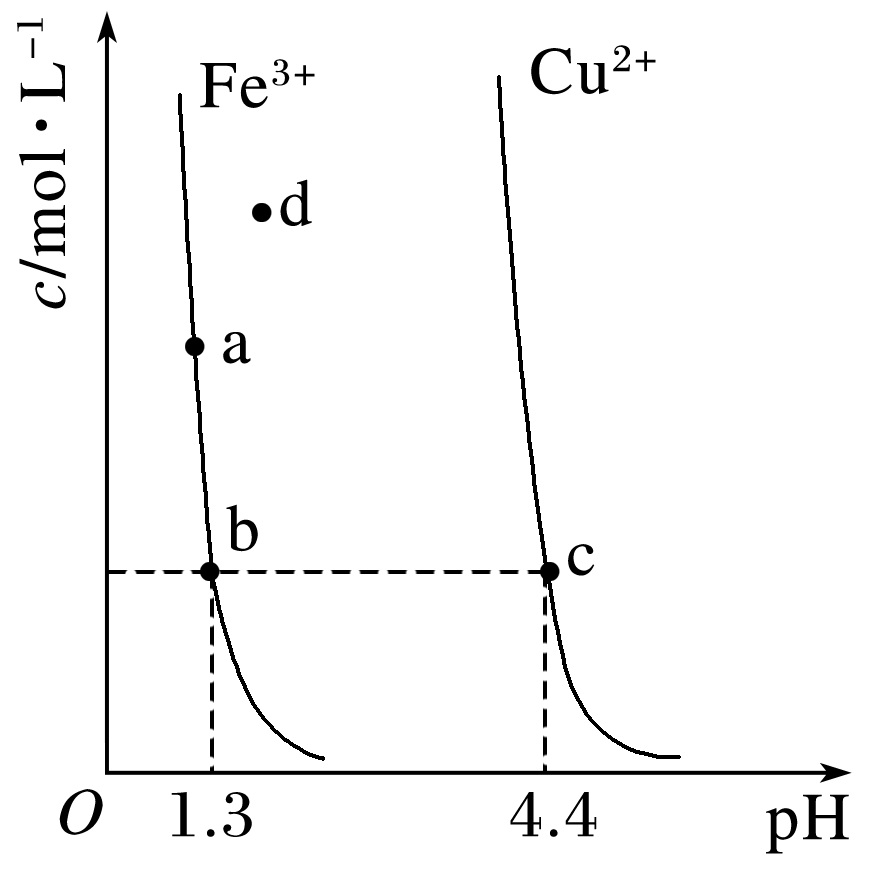 c/mol·L⁻¹
Fe³⁺
Cu²⁺
d
a
b
c
O
1.3
4.4
pH